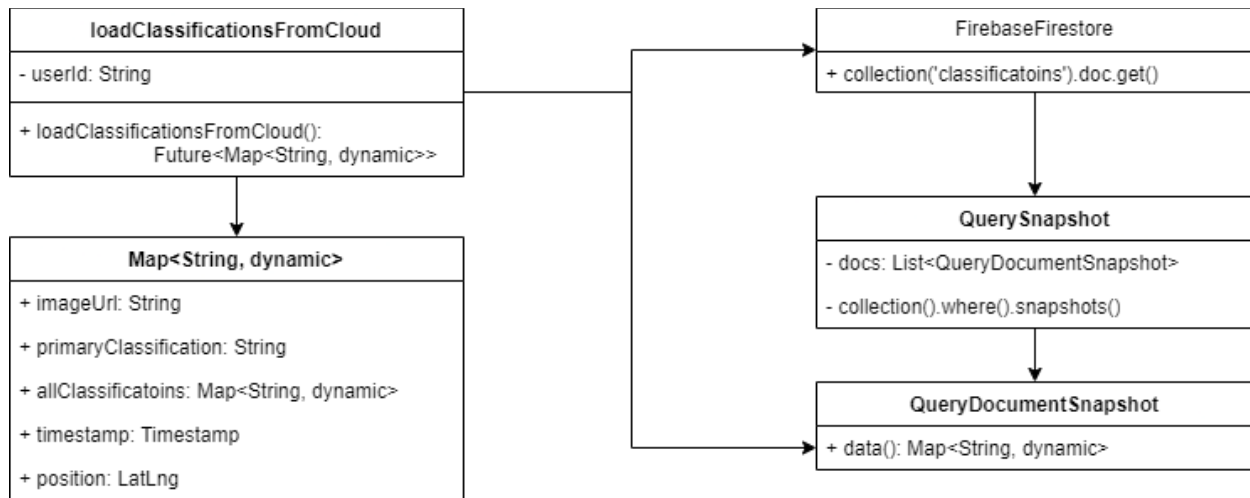 loadClassificationsFromCloud
- userId: String
+ loadClassificationsFromCloud():
Future<Map<String, dynamic>>
Map<String, dynamic>
+ imageUrl: String
+ primaryClassification: String
+ allClassificatoins: Map<String, dynamic>
+ timestamp: Timestamp
+ position: LatLng
FirebaseFirestore
+ collection('classificatoins').doc.get()
QuerySnapshot
- docs: List<QueryDocumentSnapshot>
- collection().where().snapshots()
QueryDocumentSnapshot
+ data(): Map<String, dynamic>